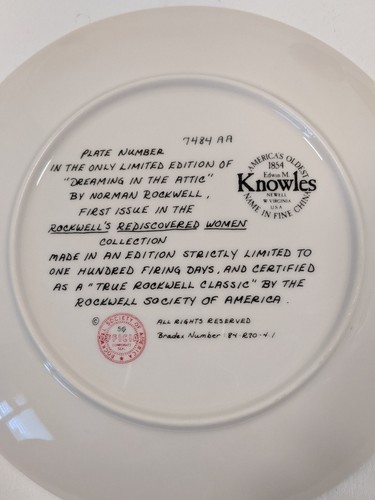 7484 AA
PLATE NUMBER
IN THE ONLY LIMITED EDITION OF
"DREAMING IN THE ATTIC"
BY NORMAN ROCKWELL,
FIRST ISSUE IN THE
ROCKWELL'S REDISCOVERED WOMEN
COLLECTION
MADE IN AN EDITION STRICTLY LIMITED TO
ONE HUNDRED FIRING DAYS, AND CERTIFIED
AS A "TRUE ROCKWELL CLASSIC" BY THE
ROCKWELL SOCIETY OF AMERICA.
AMERICA'S OLDEST
1854
Edwin M.
Knowles
NEWELL
W. VIRGINIA
U.S.A
NAME IN FINE CHINA
© ALL RIGHTS RESERVED
Bradex Number: 84-R70-4.1
SOCIETY OF